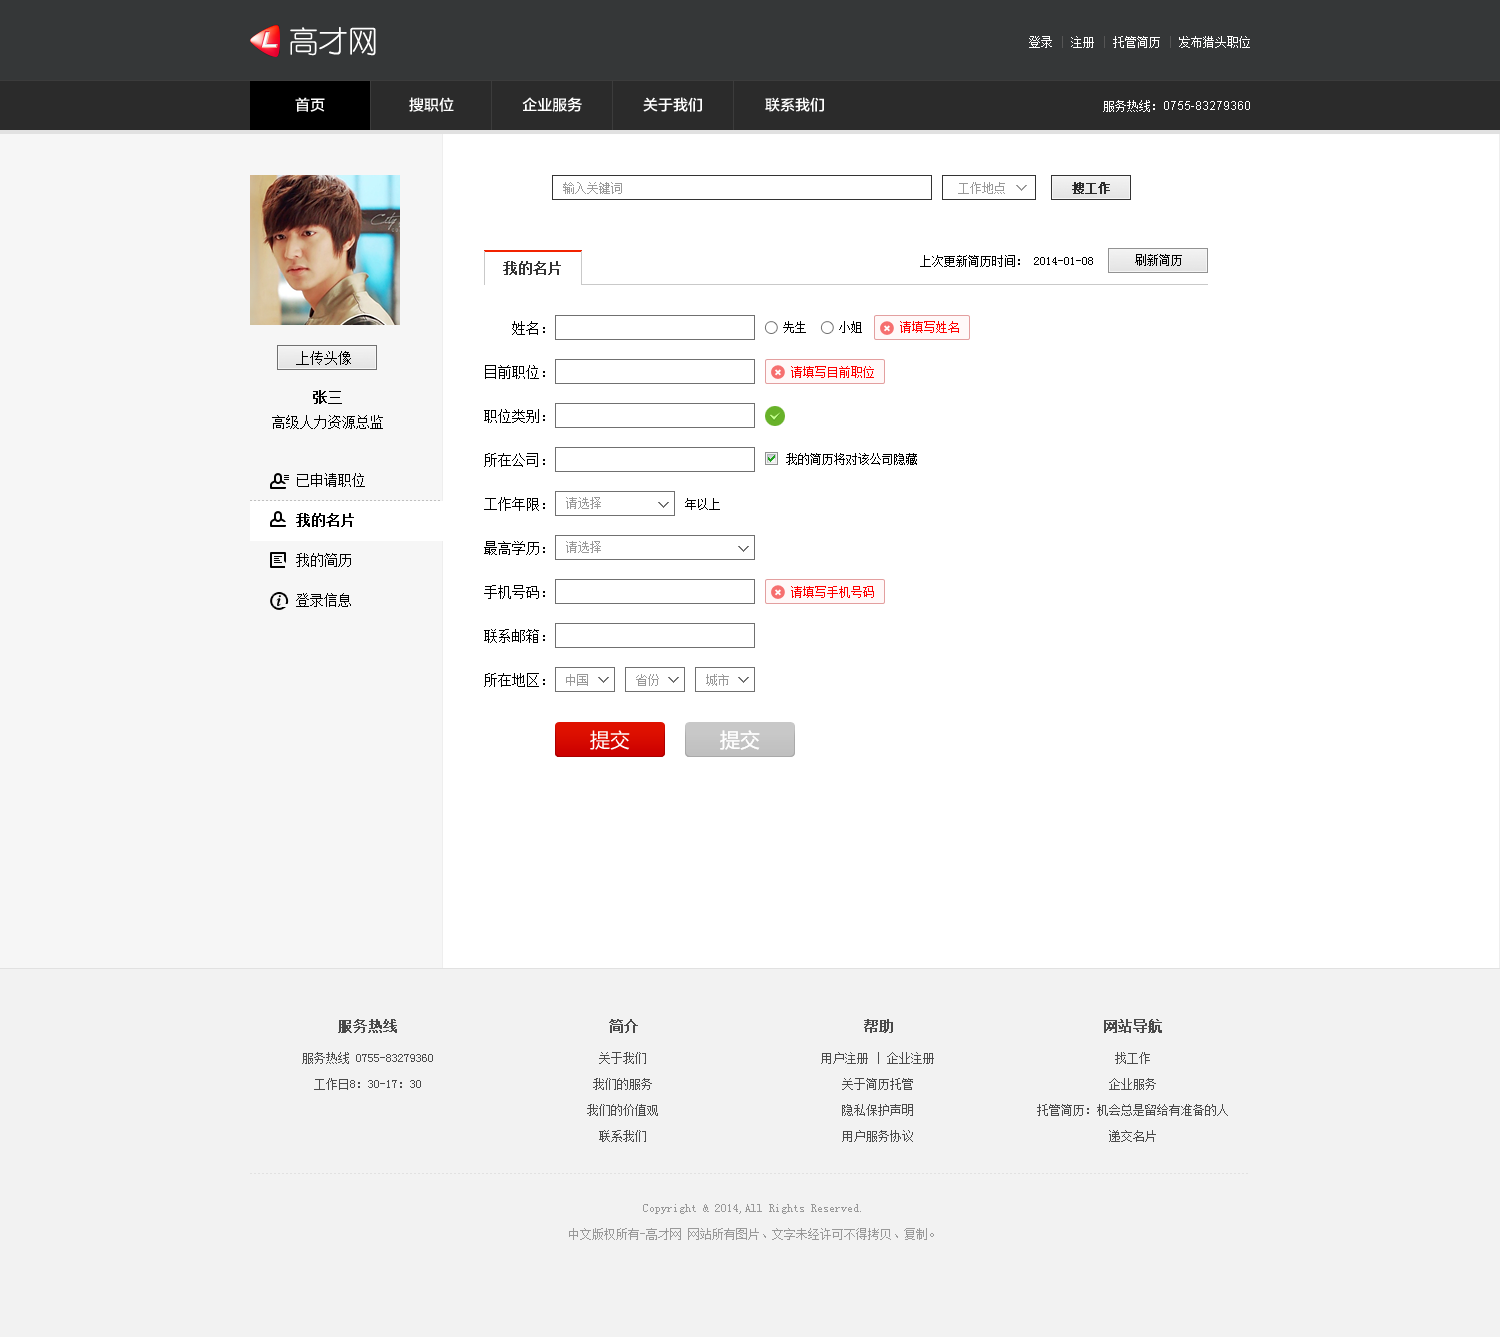 高才网
登录 | 注册 | 托管简历 | 发布猎头职位
首页 搜职位 企业服务 关于我们 联系我们 服务热线：0755-83279360
City
输入关键词 工作地点 搜工作
我的名片 上次更新简历时间： 2014-01-08 刷新简历
上传头像
张三
高级人力资源总监
已申请职位
我的名片
我的简历
登录信息
姓名： 先生 小姐 请填写姓名
目前职位： 请填写目前职位
职位类别：
所在公司： 我的简历将对该公司隐藏
工作年限： 请选择 年以上
最高学历： 请选择
手机号码： 请填写手机号码
联系邮箱：
所在地区： 中国 省份 城市
提交 提交
服务热线 简介 帮助 网站导航
服务热线 0755-83279360 关于我们 用户注册 | 企业注册 找工作
工作日8：30-17：30 我们的服务 关于简历托管 企业服务
我们的价值观 隐私保护声明 托管简历：机会总是留给有准备的人
联系我们 用户服务协议 递交名片
Copyright & 2014,All Rights Reserved.
中文版权所有-高才网 网站所有图片、文字未经许可不得拷贝、复制。